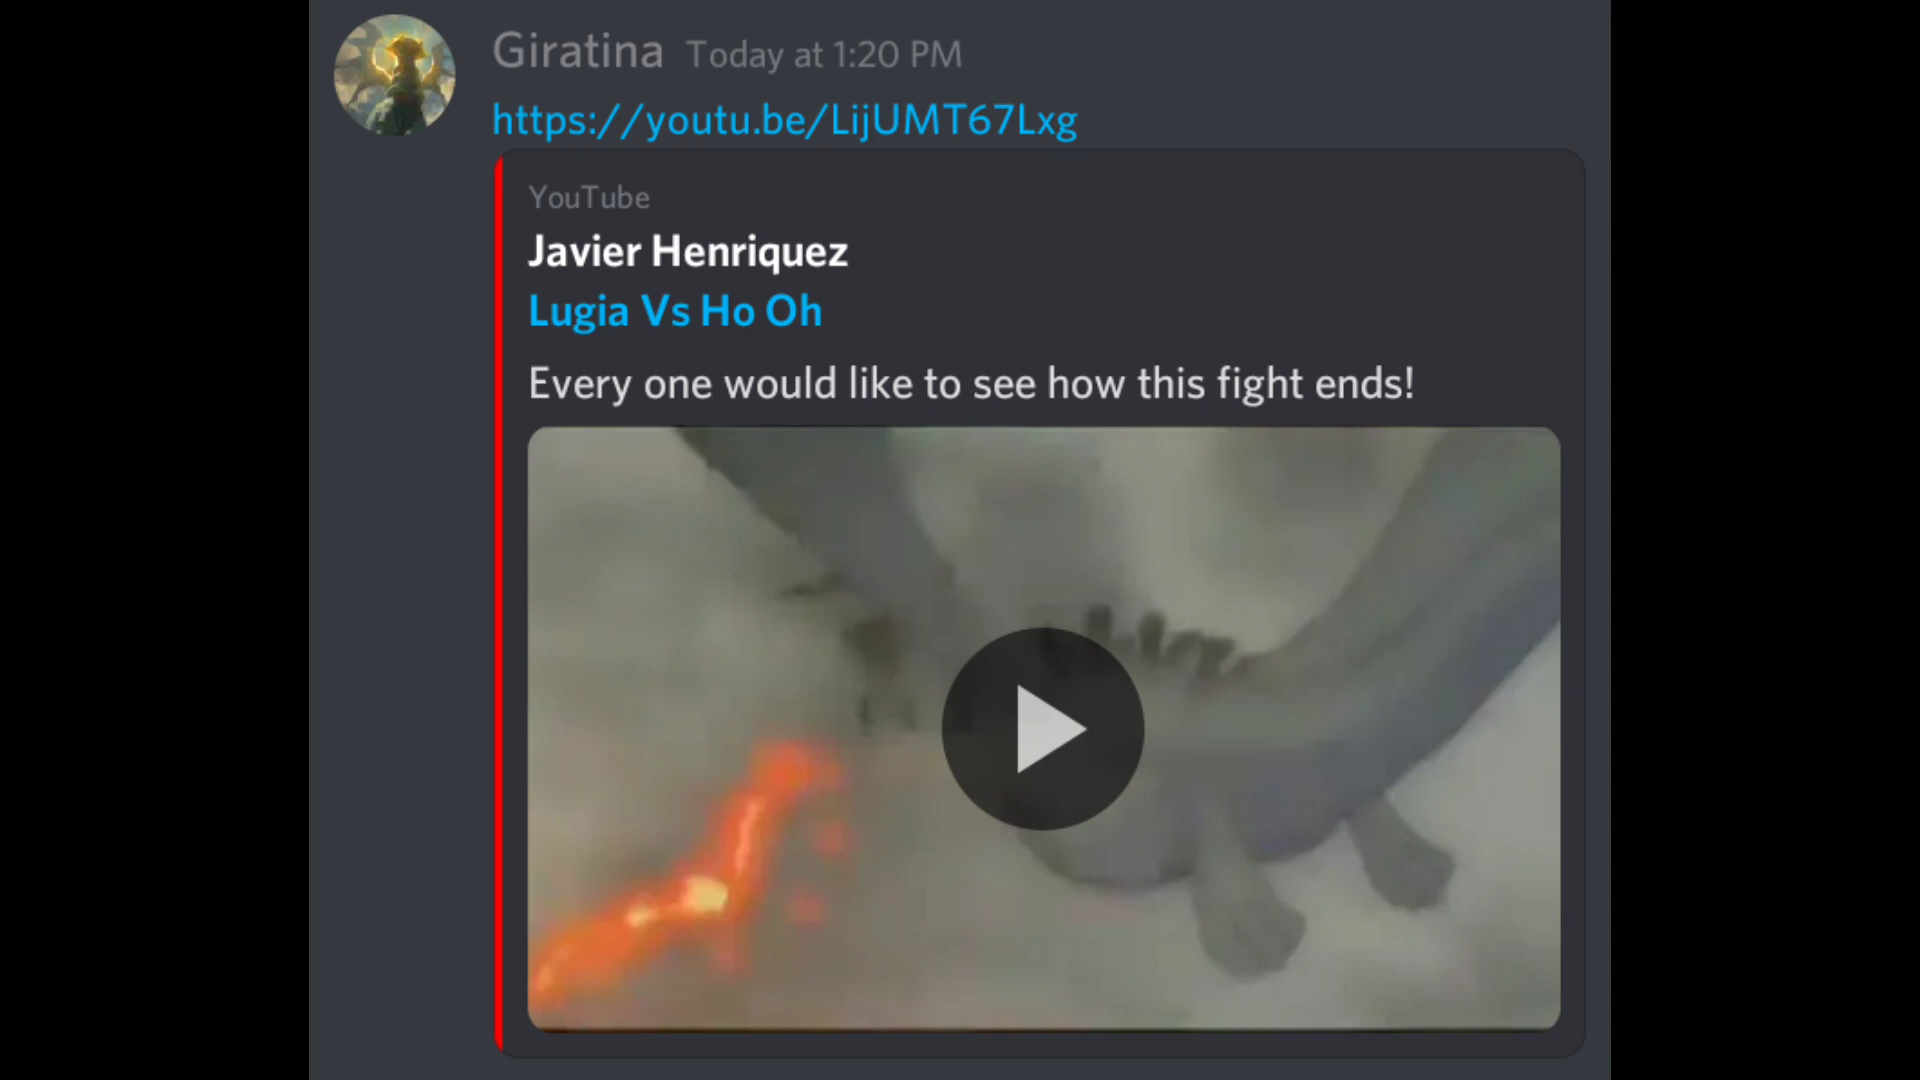 Giratina Today at 1:20 PM
https://youtu.be/LijUMT67Lxg
YouTube
Javier Henriquez
Lugia Vs Ho Oh
Every one would like to see how this fight ends!